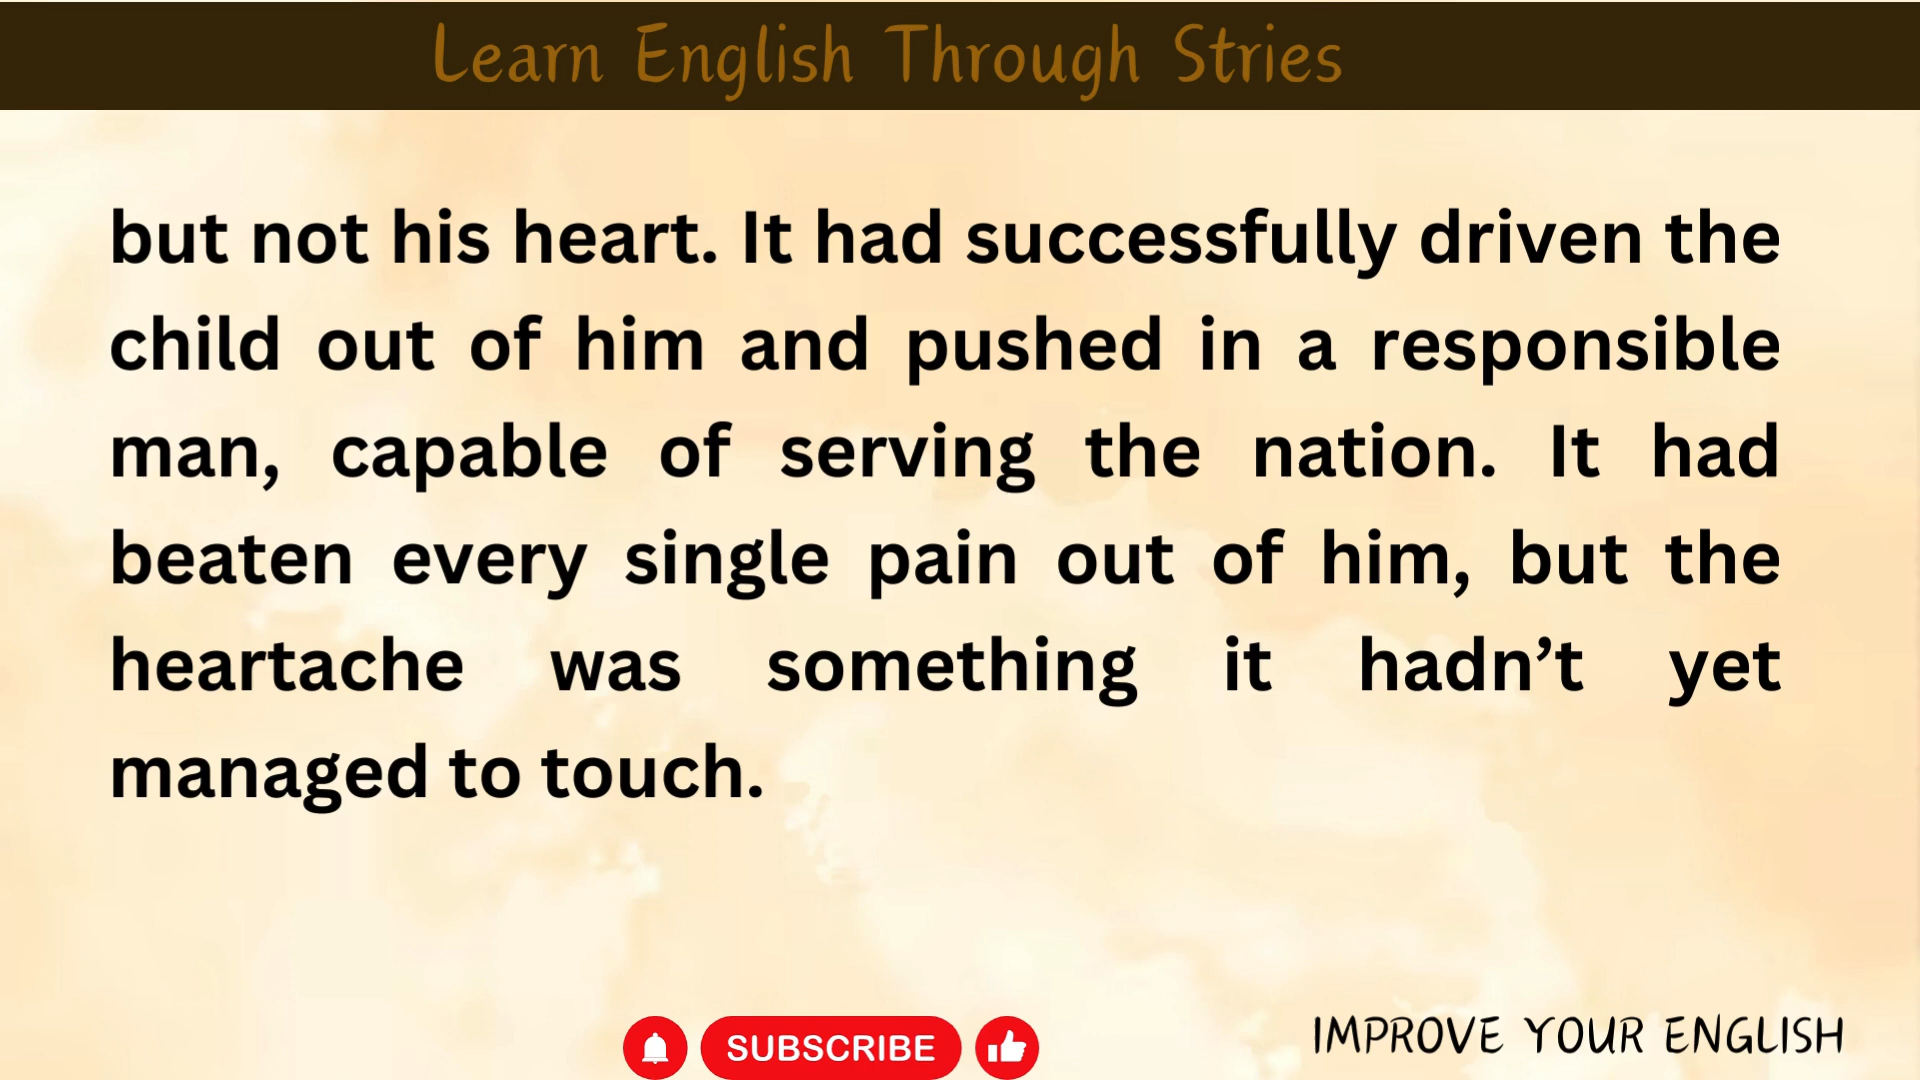 Learn English Through Stries
but not his heart. It had successfully driven the
child out of him and pushed in a responsible
man, capable of serving the nation. It had
beaten every single pain out of him, but the
heartache was something it hadn’t yet
managed to touch.
SUBSCRIBE
IMPROVE YOUR ENGLISH